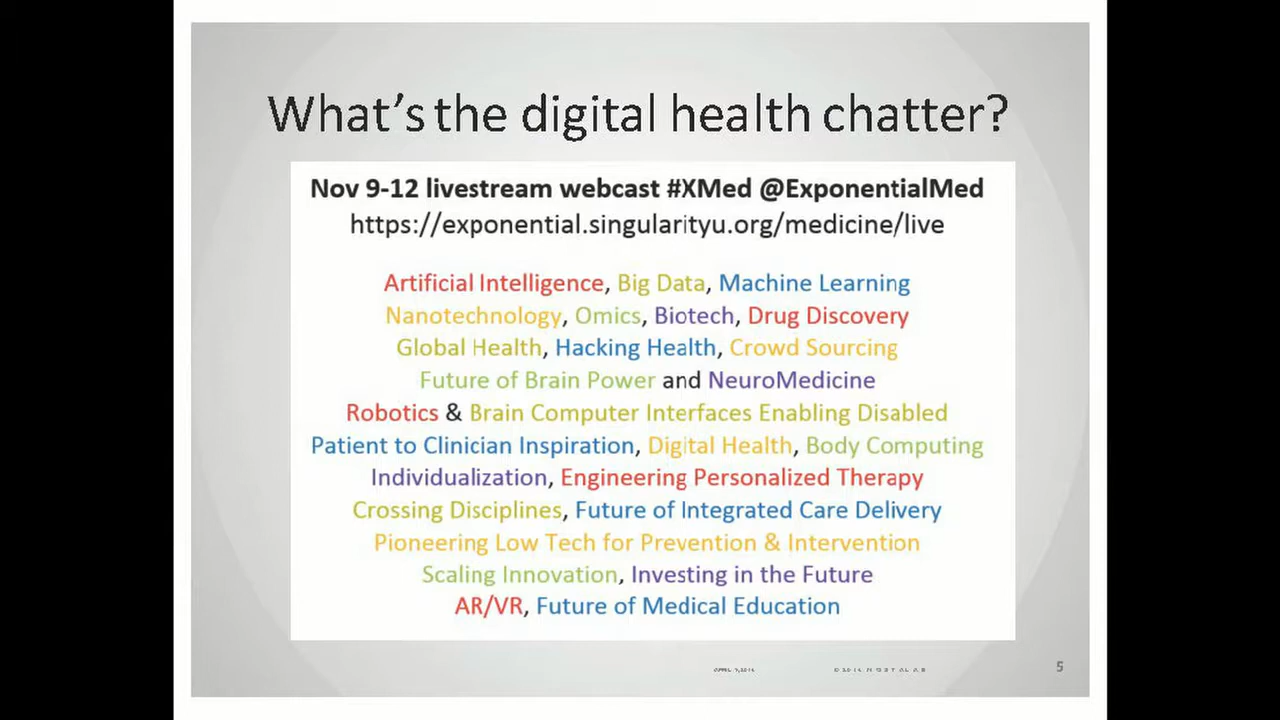 What's the digital health chatter?
Nov 9-12 livestream webcast #XMed @ExponentialMed
https://exponential.singularityu.org/medicine/live
Artificial Intelligence, Big Data, Machine Learning
Nanotechnology, Omics, Biotech, Drug Discovery
Global Health, Hacking Health, Crowd Sourcing
Future of Brain Power and NeuroMedicine
Robotics & Brain Computer Interfaces Enabling Disabled
Patient to Clinician Inspiration, Digital Health, Body Computing
Individualization, Engineering Personalized Therapy
Crossing Disciplines, Future of Integrated Care Delivery
Pioneering Low Tech for Prevention & Intervention
Scaling Innovation, Investing in the Future
AR/VR, Future of Medical Education
5